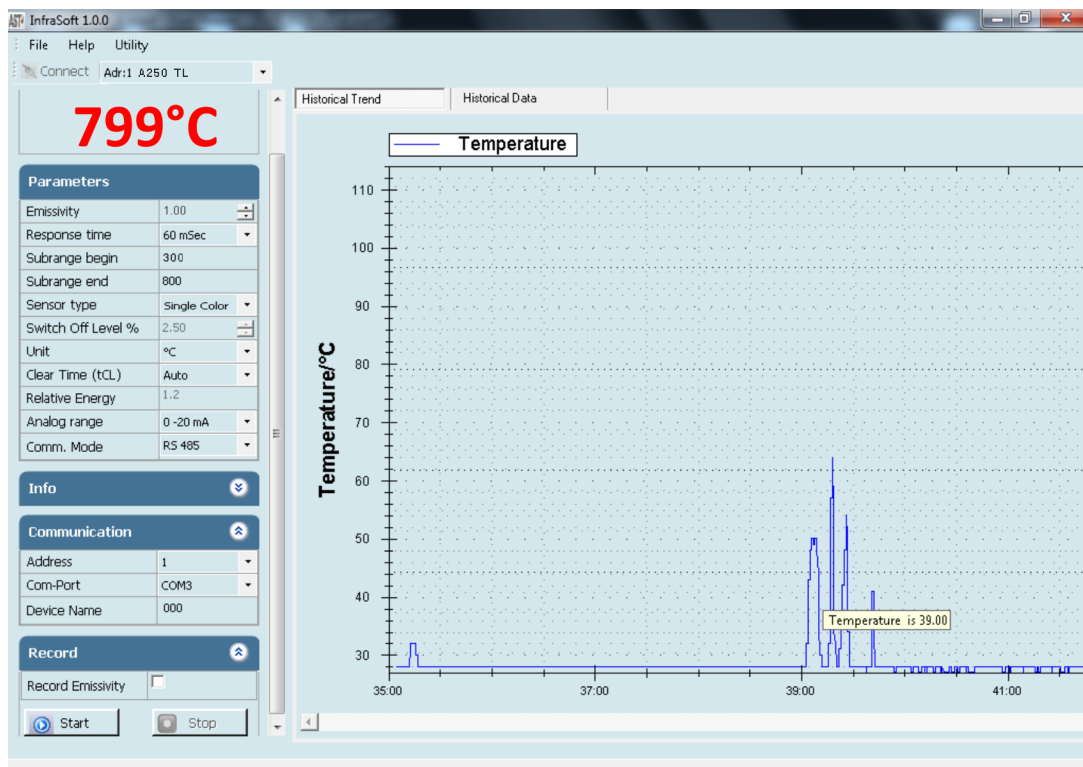 AST InfraSoft 1.0.0
File Help Utility
Connect Adr:1 A250 TL
799°C
Parameters
Emissivity 1.00
Response time 60 mSec
Subrange begin 300
Subrange end 800
Sensor type Single Color
Switch Off Level % 2.50
Unit °C
Clear Time (tCL) Auto
Relative Energy 1.2
Analog range 0 -20 mA
Comm. Mode RS 485
Info
Communication
Address 1
Com-Port COM3
Device Name 000
Record
Record Emissivity
Start Stop
Historical Trend Historical Data
Temperature
Temperature/°C
110
100
90
80
70
60
50
40
30
Temperature is 39.00
35:00 37:00 39:00 41:00